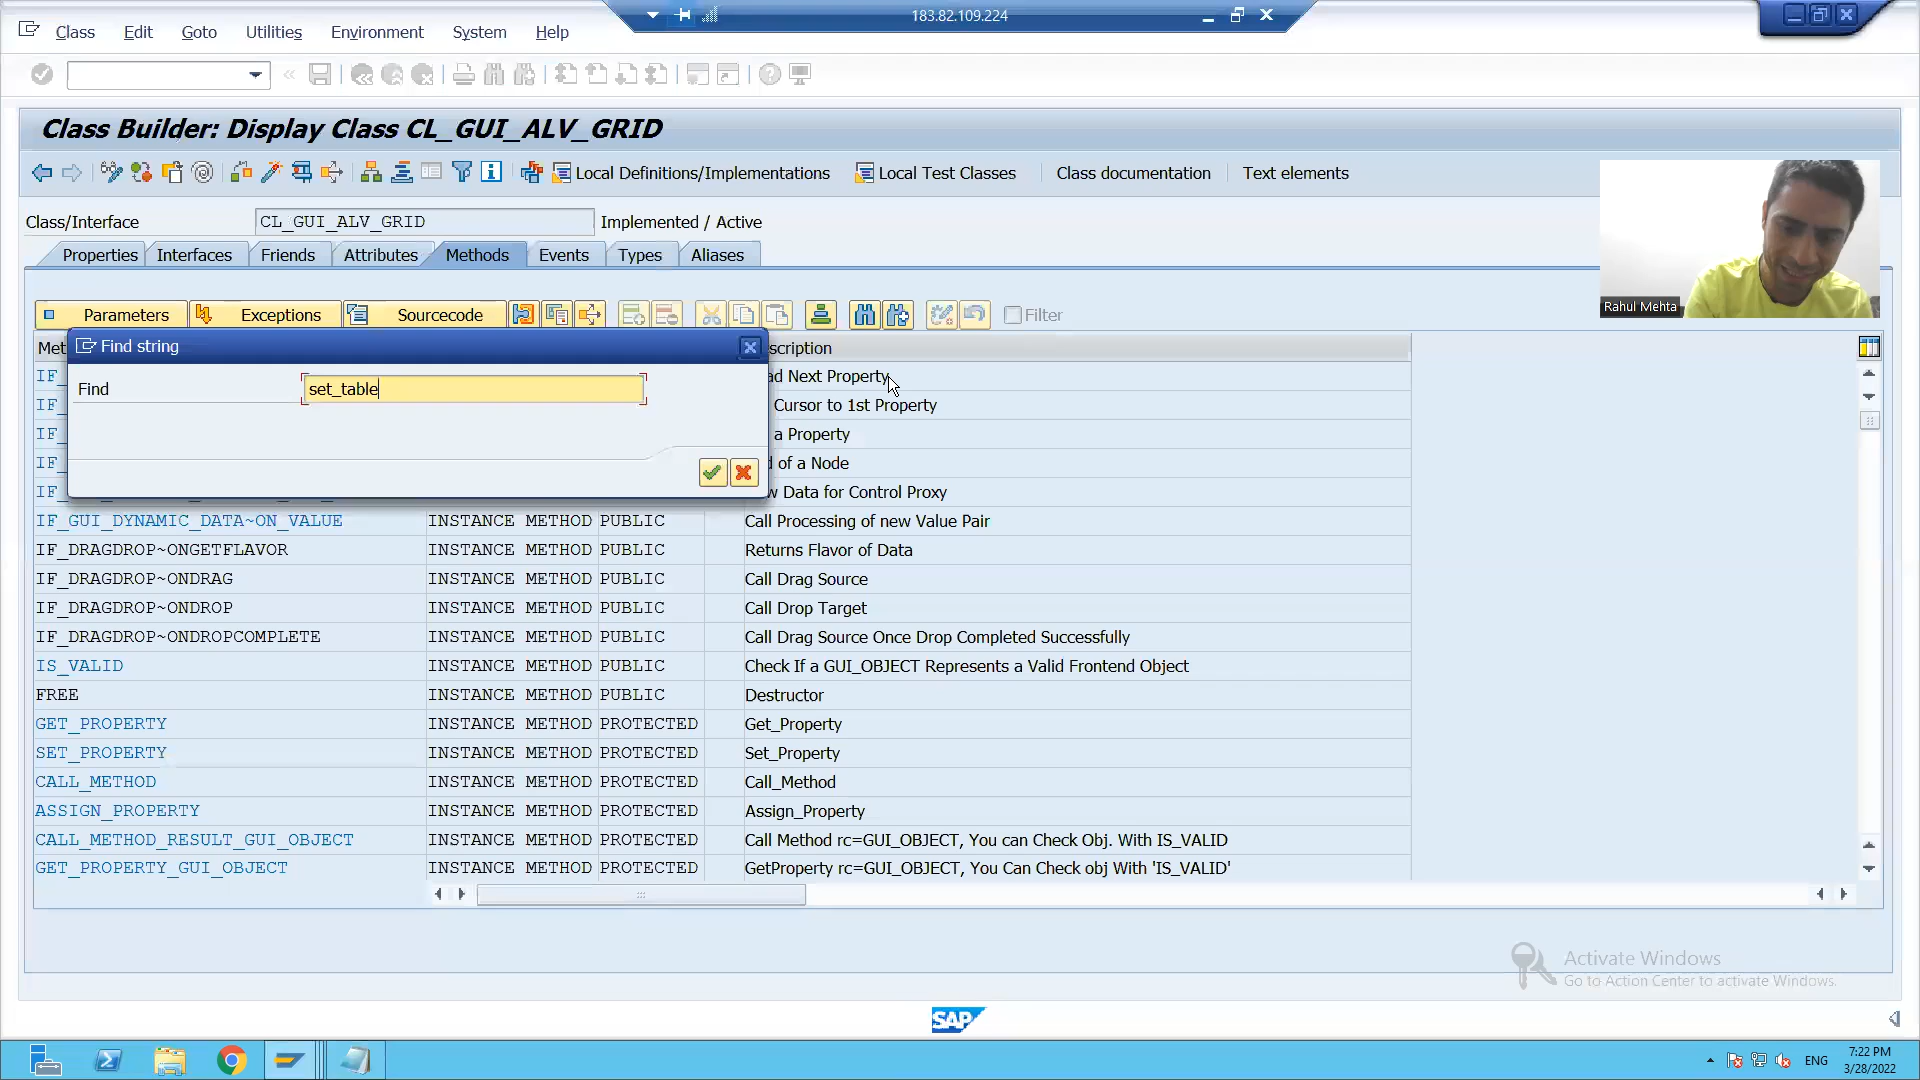 183.82.109.224
Class Edit Goto Utilities Environment System Help
Class Builder: Display Class CL_GUI_ALV_GRID
Local Definitions/Implementations Local Test Classes Class documentation Text elements
Class/Interface CL_GUI_ALV_GRID Implemented / Active
Properties Interfaces Friends Attributes Methods Events Types Aliases
Parameters Exceptions Sourcecode Filter
Rahul Mehta
Met scription
Find string
Find set_table
IF_ ad Next Property
IF_ Cursor to 1st Property
IF_ a Property
IF_ d of a Node
IF_ w Data for Control Proxy
IF_GUI_DYNAMIC_DATA~ON_VALUE INSTANCE METHOD PUBLIC Call Processing of new Value Pair
IF_DRAGDROP~ONGETFLAVOR INSTANCE METHOD PUBLIC Returns Flavor of Data
IF_DRAGDROP~ONDRAG INSTANCE METHOD PUBLIC Call Drag Source
IF_DRAGDROP~ONDROP INSTANCE METHOD PUBLIC Call Drop Target
IF_DRAGDROP~ONDROPCOMPLETE INSTANCE METHOD PUBLIC Call Drag Source Once Drop Completed Successfully
IS_VALID INSTANCE METHOD PUBLIC Check If a GUI_OBJECT Represents a Valid Frontend Object
FREE INSTANCE METHOD PUBLIC Destructor
GET_PROPERTY INSTANCE METHOD PROTECTED Get_Property
SET_PROPERTY INSTANCE METHOD PROTECTED Set_Property
CALL_METHOD INSTANCE METHOD PROTECTED Call_Method
ASSIGN_PROPERTY INSTANCE METHOD PROTECTED Assign_Property
CALL_METHOD_RESULT_GUI_OBJECT INSTANCE METHOD PROTECTED Call Method rc=GUI_OBJECT, You can Check Obj. With IS_VALID
GET_PROPERTY_GUI_OBJECT INSTANCE METHOD PROTECTED GetProperty rc=GUI_OBJECT, You Can Check obj With 'IS_VALID'
Activate Windows
Go to Action Center to activate Windows.
SAP
ENG
7:22 PM
3/28/2022